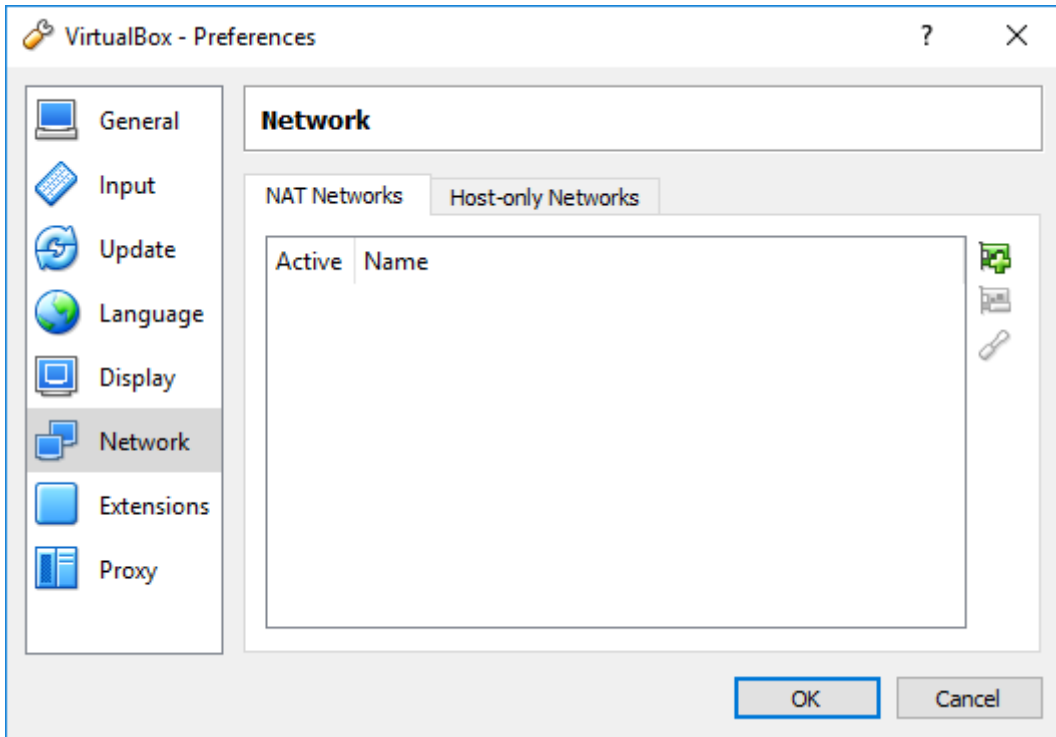 VirtualBox - Preferences ?
General
Input
Update
Language
Display
Network
Extensions
Proxy
Network
NAT Networks Host-only Networks
Active Name
OK Cancel